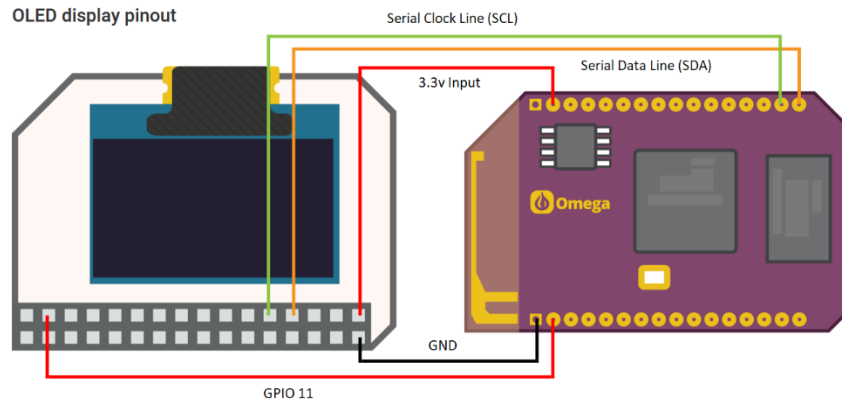 OLED display pinout
Serial Clock Line (SCL)
Serial Data Line (SDA)
3.3v Input
Omega
GND
GPIO 11